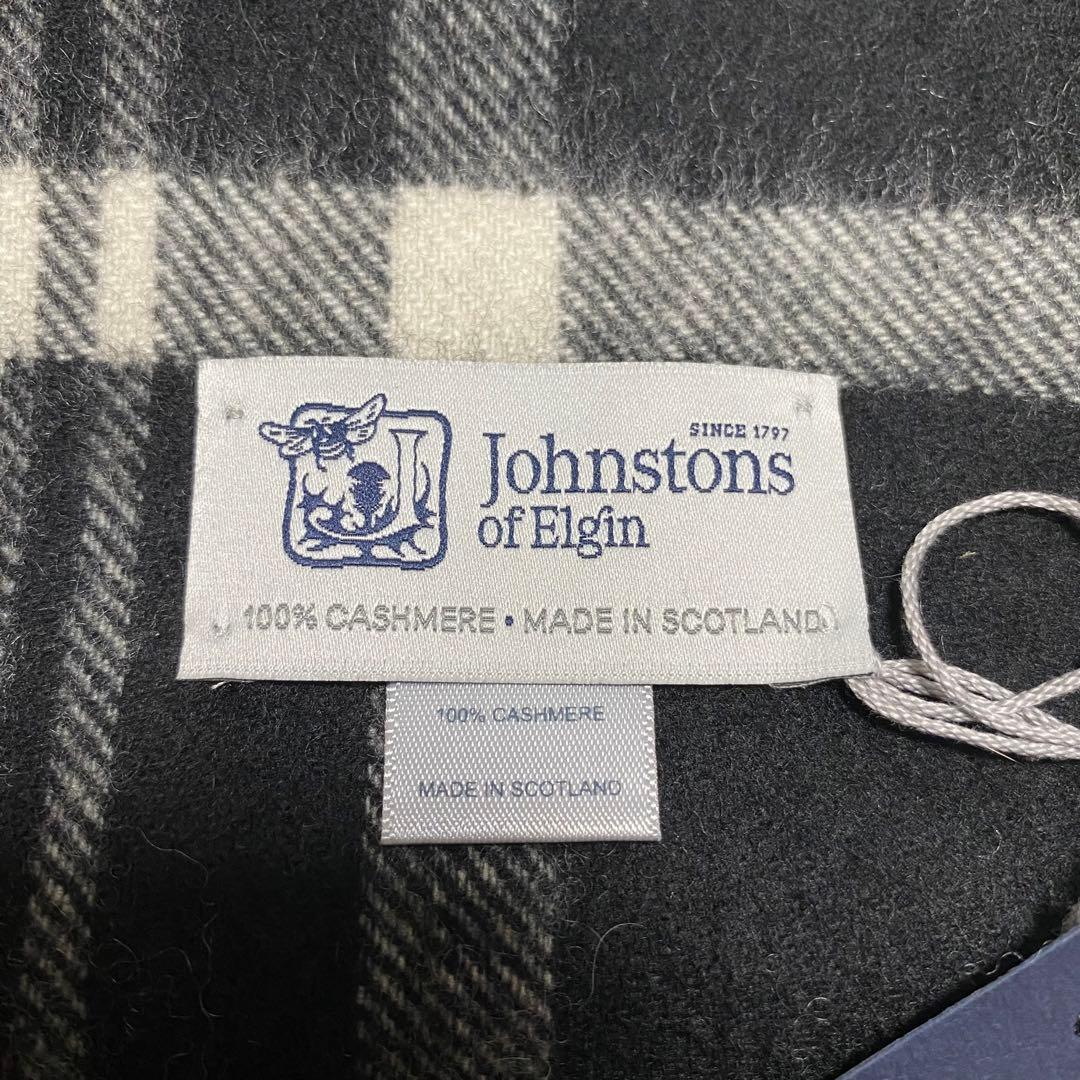 SINCE 1797
Johnstons
of Elgin
100% CASHMERE • MADE IN SCOTLAND
100% CASHMERE
MADE IN SCOTLAND